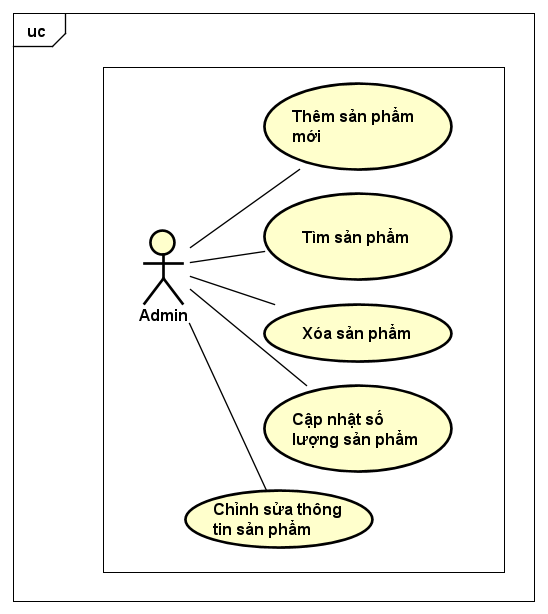 uc
Thêm sản phẩm
mới
Tìm sản phẩm
Admin
Xóa sản phẩm
Cập nhật số
lượng sản phẩm
Chỉnh sửa thông
tin sản phẩm